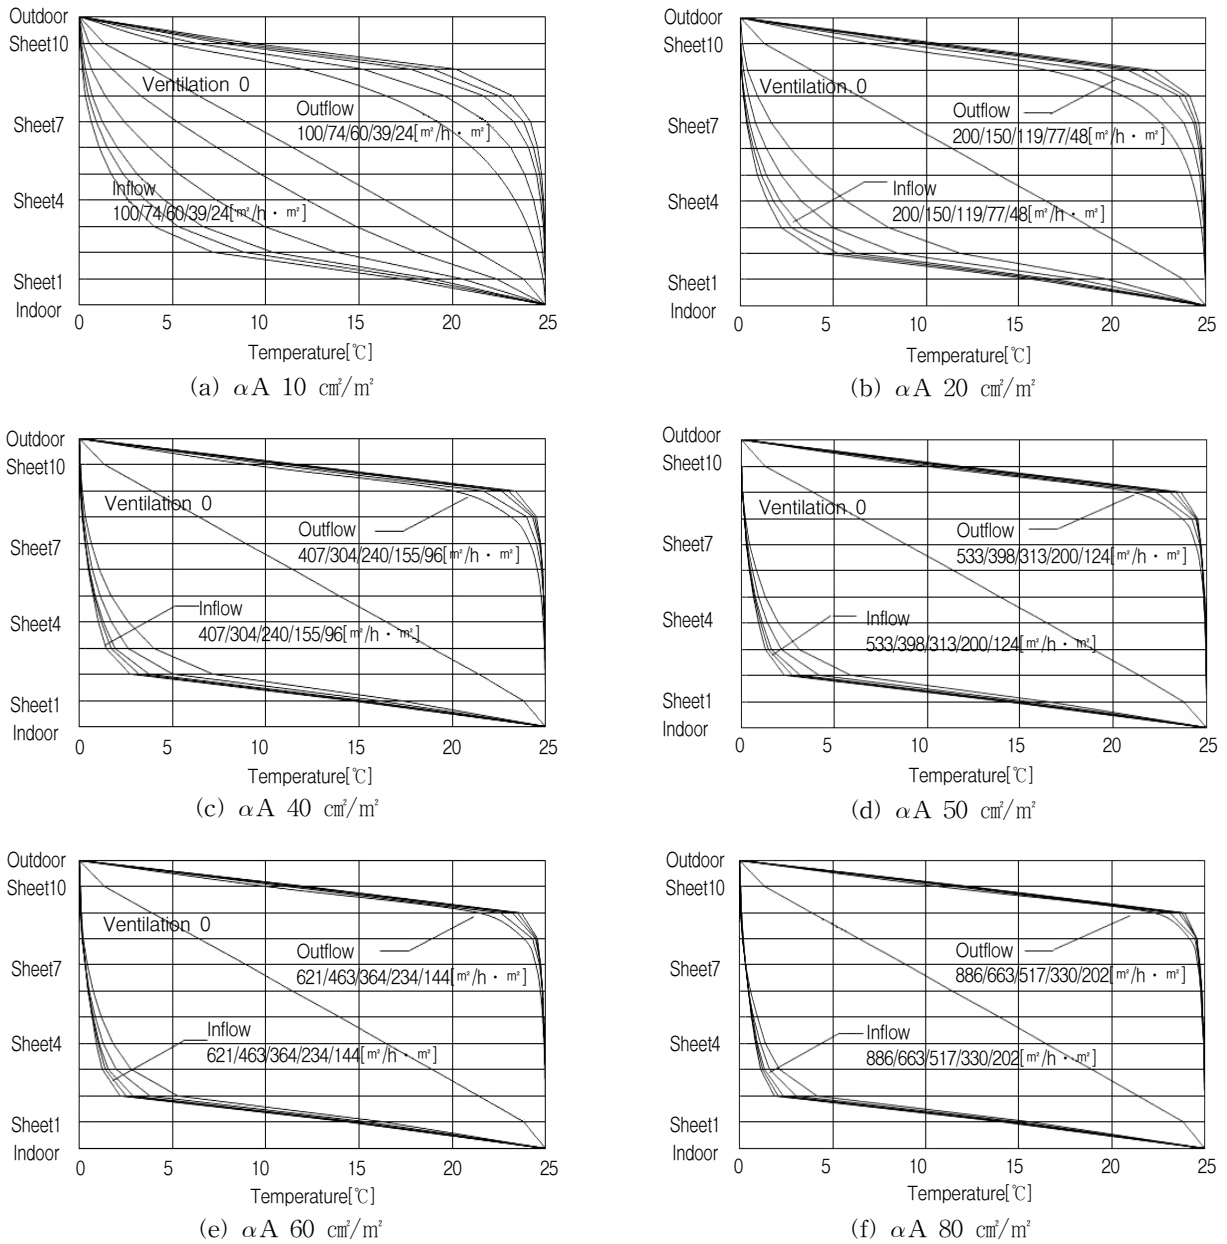 Outdoor
Sheet10
Ventilation 0
Outflow
100/74/60/39/24[㎥/h · ㎡]
Sheet7
Inflow
100/74/60/39/24[㎥/h · ㎡]
Sheet4
Sheet1
Indoor
0 5 10 15 20 25
Temperature[℃]
(a) αA 10 ㎠/㎡
Outdoor
Sheet10
Ventilation 0
Outflow
200/150/119/77/48[㎥/h · ㎡]
Sheet7
Inflow
200/150/119/77/48[㎥/h · ㎡]
Sheet4
Sheet1
Indoor
0 5 10 15 20 25
Temperature[℃]
(b) αA 20 ㎠/㎡
Outdoor
Sheet10
Ventilation 0
Outflow
407/304/240/155/96[㎥/h · ㎡]
Sheet7
Inflow
407/304/240/155/96[㎥/h · ㎡]
Sheet4
Sheet1
Indoor
0 5 10 15 20 25
Temperature[℃]
(c) αA 40 ㎠/㎡
Outdoor
Sheet10
Ventilation 0
Outflow
533/398/313/200/124[㎥/h · ㎡]
Sheet7
Inflow
533/398/313/200/124[㎥/h · ㎡]
Sheet4
Sheet1
Indoor
0 5 10 15 20 25
Temperature[℃]
(d) αA 50 ㎠/㎡
Outdoor
Sheet10
Ventilation 0
Outflow
621/463/364/234/144[㎥/h · ㎡]
Sheet7
Inflow
621/463/364/234/144[㎥/h · ㎡]
Sheet4
Sheet1
Indoor
0 5 10 15 20 25
Temperature[℃]
(e) αA 60 ㎠/㎡
Outdoor
Sheet10
Outflow
886/663/517/330/202[㎥/h · ㎡]
Sheet7
Inflow
886/663/517/330/202[㎥/h · ㎡]
Sheet4
Sheet1
Indoor
0 5 10 15 20 25
Temperature[℃]
(f) αA 80 ㎠/㎡